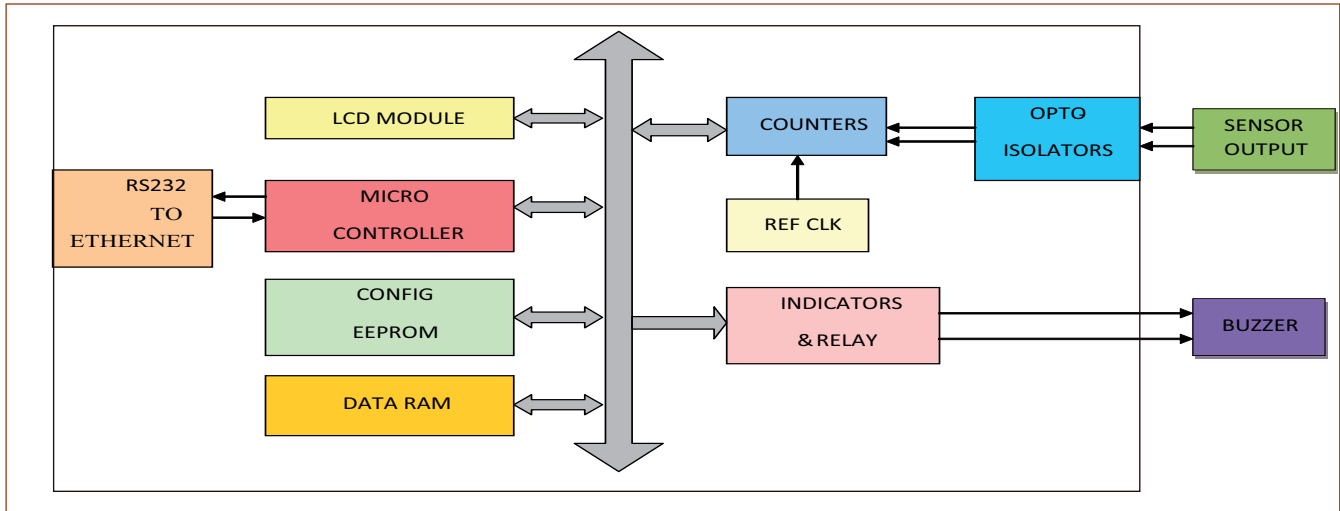 LCD MODULE
RS232
TO
ETHERNET
MICRO
CONTROLLER
CONFIG
EEPROM
DATA RAM
COUNTERS
REF CLK
INDICATORS
& RELAY
OPTO
ISOLATORS
SENSOR
OUTPUT
BUZZER